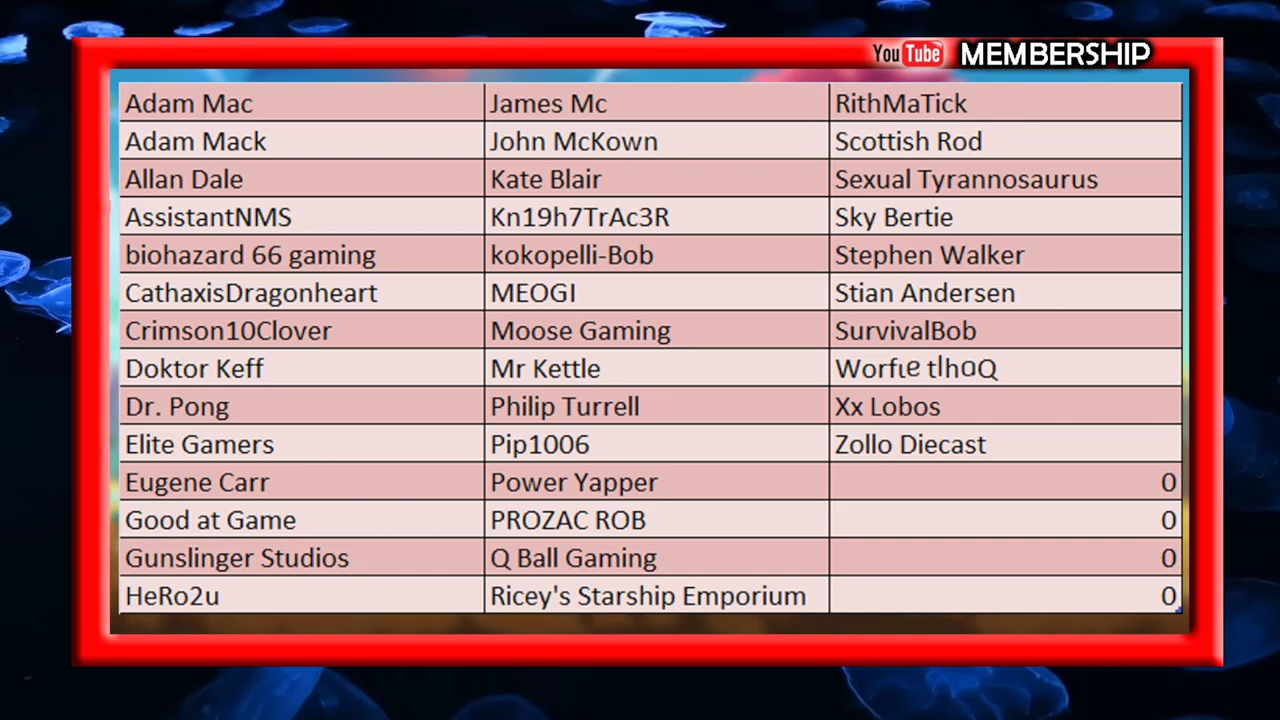 YouTube MEMBERSHIP
Adam Mac James Mc RithMaTick
Adam Mack John McKown Scottish Rod
Allan Dale Kate Blair Sexual Tyrannosaurus
AssistantNMS Kn19h7TrAc3R Sky Bertie
biohazard 66 gaming kokopelli-Bob Stephen Walker
CathaxisDragonheart MEOGI Stian Andersen
Crimson10Clover Moose Gaming SurvivalBob
Doktor Keff Mr Kettle Worfɩɐ tlhɑQ
Dr. Pong Philip Turrell Xx Lobos
Elite Gamers Pip1006 Zollo Diecast
Eugene Carr Power Yapper 0
Good at Game PROZAC ROB 0
Gunslinger Studios Q Ball Gaming 0
HeRo2u Ricey's Starship Emporium 0